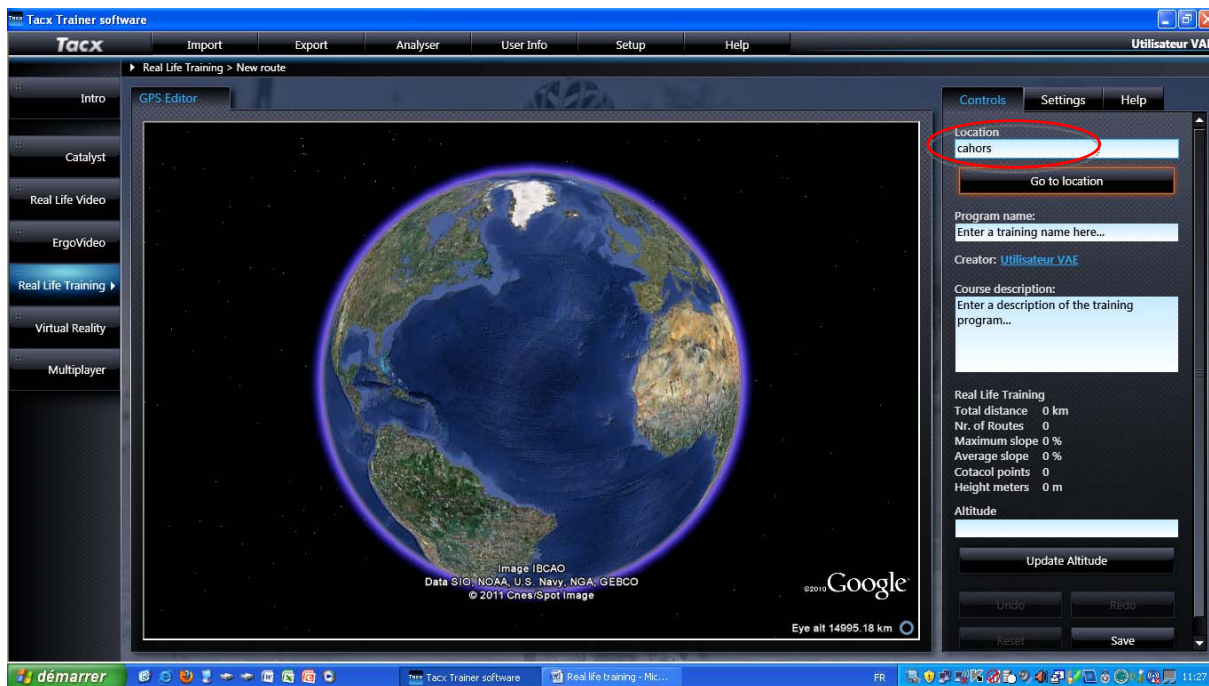 Tacx Trainer software
Tacx Import Export Analyser User Info Setup Help Utilisateur VAE
Real Life Training > New route
Intro
Catalyst
Real Life Video
ErgoVideo
Real Life Training
Virtual Reality
Multiplayer
GPS Editor
Image IBCAO
Data SIO, NOAA, U.S. Navy, NGA, GEBCO
© 2011 Cnes/Spot Image
©2010 Google
Eye alt 14995.18 km
Controls Settings Help
Location
cahors
Go to location
Program name:
Enter a training name here...
Creator: Utilisateur VAE
Course description:
Enter a description of the training
program...
Real Life Training
Total distance 0 km
Nr. of Routes 0
Maximum slope 0 %
Average slope 0 %
Cotacol points 0
Height meters 0 m
Altitude
Update Altitude
Undo Redo
Reset Save
démarrer Tacx Trainer software Real life training - Mic... FR 11:27